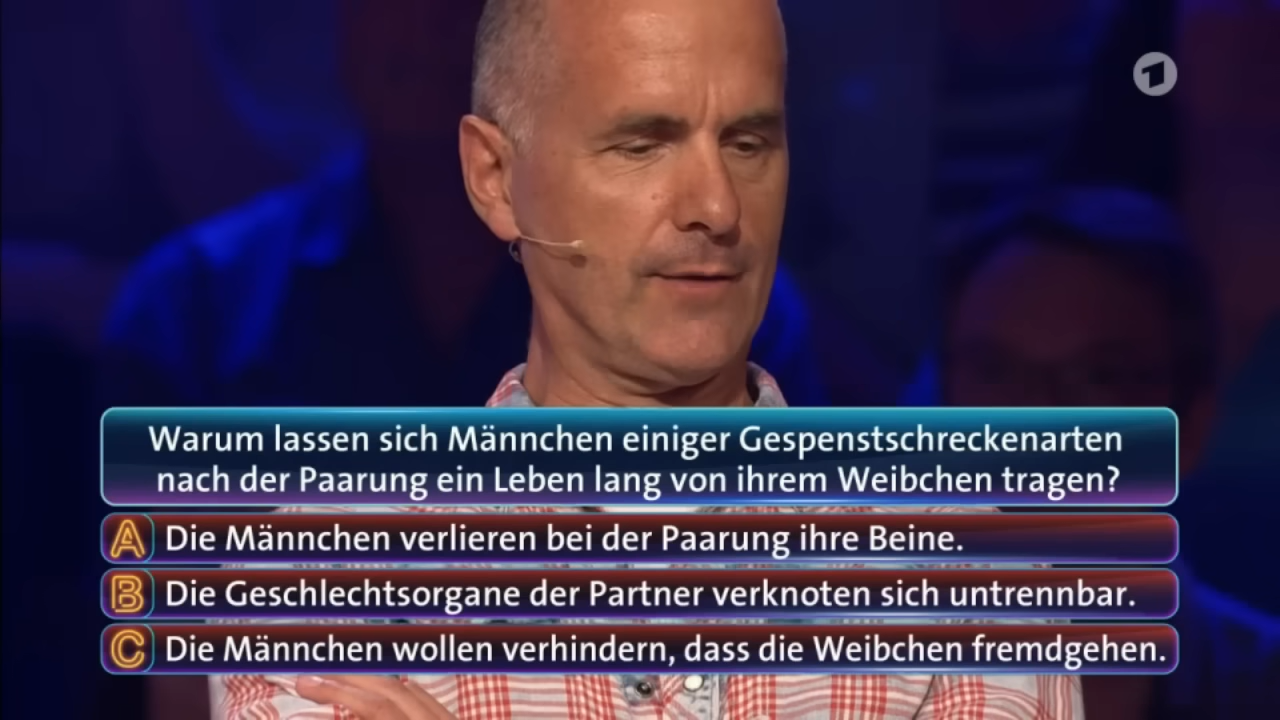 1
Warum lassen sich Männchen einiger Gespenstschreckenarten
nach der Paarung ein Leben lang von ihrem Weibchen tragen?
A Die Männchen verlieren bei der Paarung ihre Beine.
B Die Geschlechtsorgane der Partner verknoten sich untrennbar.
C Die Männchen wollen verhindern, dass die Weibchen fremdgehen.